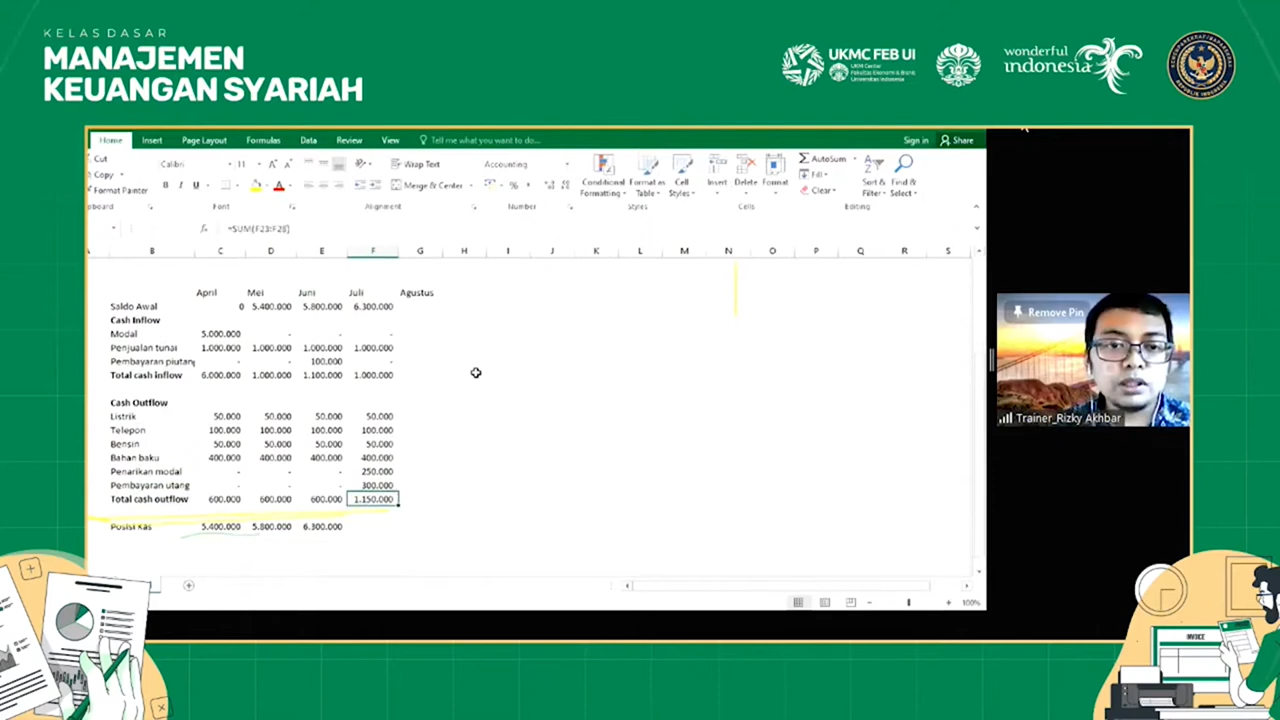 KELAS DASAR
MANAJEMEN
KEUANGAN SYARIAH
UKMC FEB UI
UKM Center
Fakultas Ekonomi & Bisnis
Universitas Indonesia
wonderful
indonesia
Home Insert Page Layout Formulas Data Review View Tell me what you want to do... Sign in Share
Cut
Copy
Format Painter
Calibri 11
B I U
Wrap Text
Merge & Center
Accounting
%
Conditional Formatting
Format as Table
Cell Styles
Insert Delete Format
AutoSum
Fill
Clear
Sort & Filter
Find & Select
Font Alignment Number Styles Cells Editing
fx =SUM(F23:F28)
B C D E F G H I J K L M N O P Q R S
April Mei Juni Juli Agustus
Saldo Awal 0 5.400.000 5.800.000 6.300.000
Cash Inflow
Modal 5.000.000 - - -
Penjualan tunai 1.000.000 1.000.000 1.000.000 1.000.000
Pembayaran piutang - - 100.000 -
Total cash inflow 6.000.000 1.000.000 1.100.000 1.000.000
Cash Outflow
Listrik 50.000 50.000 50.000 50.000
Telepon 100.000 100.000 100.000 100.000
Bensin 50.000 50.000 50.000 50.000
Bahan baku 400.000 400.000 400.000 400.000
Penarikan modal - - - 250.000
Pembayaran utang - - - 300.000
Total cash outflow 600.000 600.000 600.000 1.150.000
Posisi Kas 5.400.000 5.800.000 6.300.000
100%
Remove Pin
Trainer_Rizky Akhbar
INVOICE